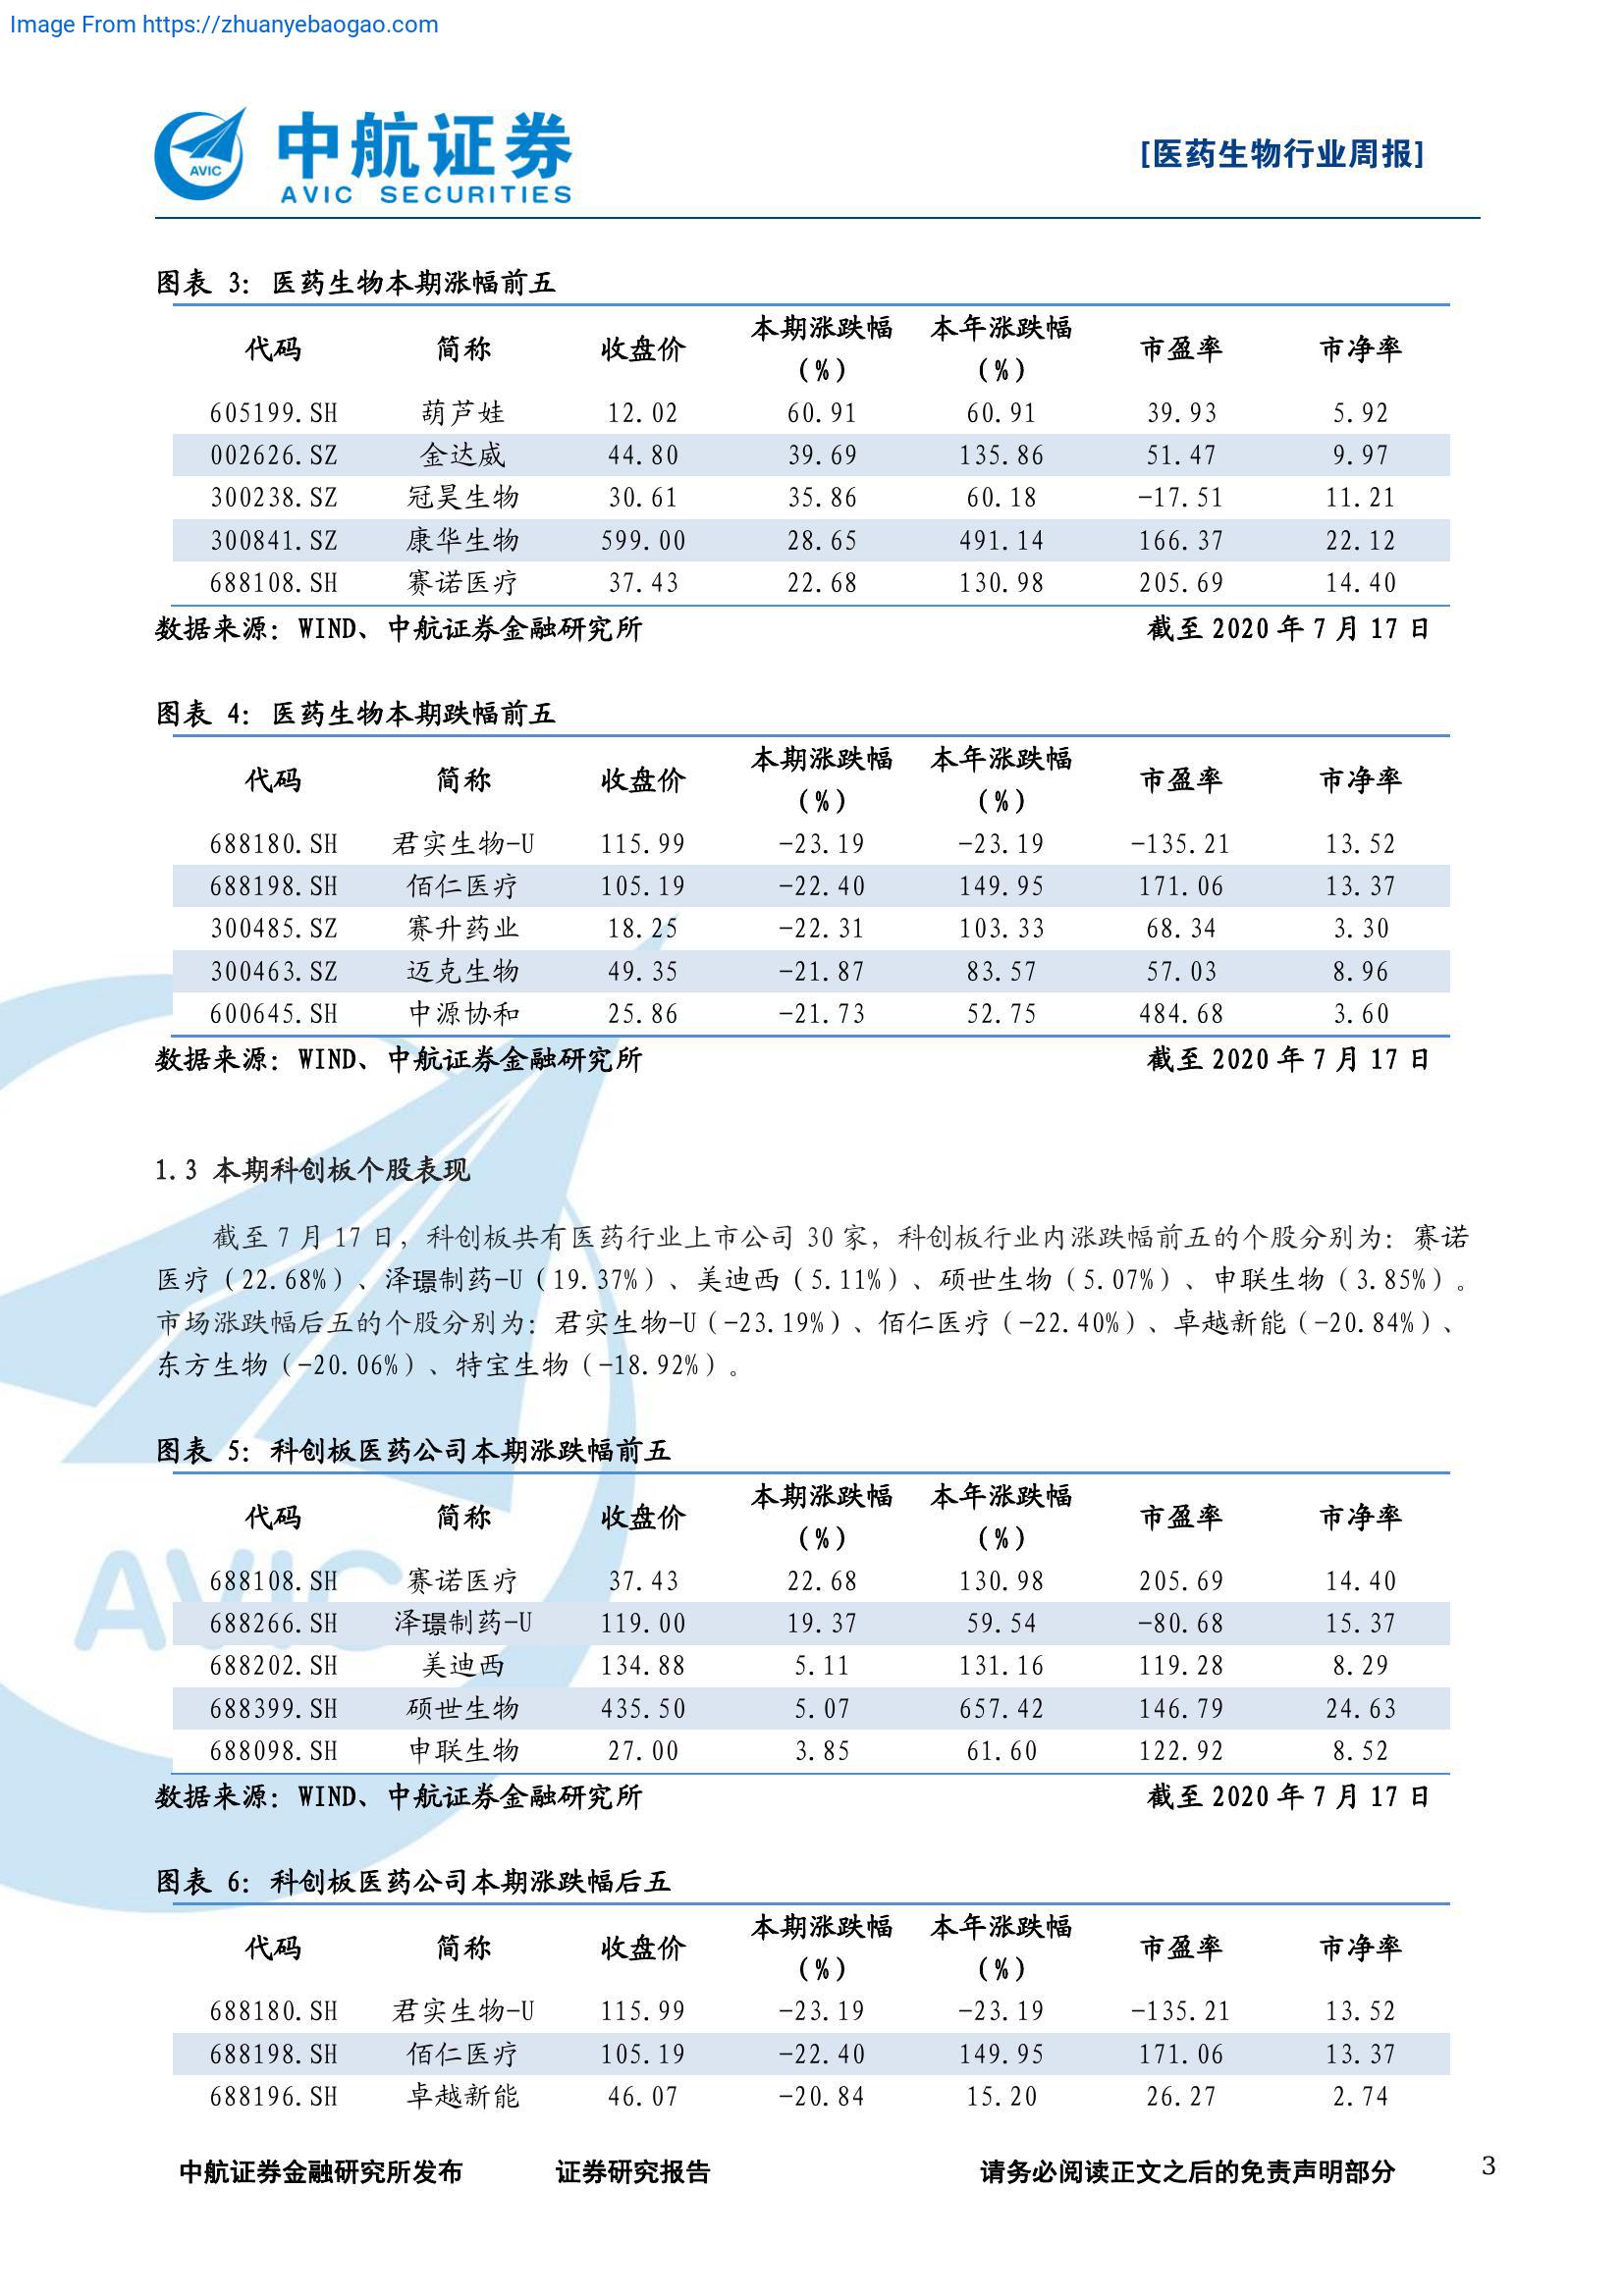 Image From https://zhuanyebaogao.com
AVIC
中航证券
AVIC SECURITIES
[医药生物行业周报]
图表 3：医药生物本期涨幅前五
代码 简称 收盘价 本期涨跌幅（%） 本年涨跌幅（%） 市盈率 市净率
605199.SH 葫芦娃 12.02 60.91 60.91 39.93 5.92
002626.SZ 金达威 44.80 39.69 135.86 51.47 9.97
300238.SZ 冠昊生物 30.61 35.86 60.18 -17.51 11.21
300841.SZ 康华生物 599.00 28.65 491.14 166.37 22.12
688108.SH 赛诺医疗 37.43 22.68 130.98 205.69 14.40
数据来源：WIND、中航证券金融研究所 截至 2020 年 7 月 17 日
图表 4：医药生物本期跌幅前五
代码 简称 收盘价 本期涨跌幅（%） 本年涨跌幅（%） 市盈率 市净率
688180.SH 君实生物-U 115.99 -23.19 -23.19 -135.21 13.52
688198.SH 佰仁医疗 105.19 -22.40 149.95 171.06 13.37
300485.SZ 赛升药业 18.25 -22.31 103.33 68.34 3.30
300463.SZ 迈克生物 49.35 -21.87 83.57 57.03 8.96
600645.SH 中源协和 25.86 -21.73 52.75 484.68 3.60
数据来源：WIND、中航证券金融研究所 截至 2020 年 7 月 17 日
1.3 本期科创板个股表现
截至 7 月 17 日，科创板共有医药行业上市公司 30 家，科创板行业内涨跌幅前五的个股分别为：赛诺
医疗（22.68%）、泽璟制药-U（19.37%）、美迪西（5.11%）、硕世生物（5.07%）、申联生物（3.85%）。
市场涨跌幅后五的个股分别为：君实生物-U（-23.19%）、佰仁医疗（-22.40%）、卓越新能（-20.84%）、
东方生物（-20.06%）、特宝生物（-18.92%）。
图表 5：科创板医药公司本期涨跌幅前五
代码 简称 收盘价 本期涨跌幅（%） 本年涨跌幅（%） 市盈率 市净率
688108.SH 赛诺医疗 37.43 22.68 130.98 205.69 14.40
688266.SH 泽璟制药-U 119.00 19.37 59.54 -80.68 15.37
688202.SH 美迪西 134.88 5.11 131.16 119.28 8.29
688399.SH 硕世生物 435.50 5.07 657.42 146.79 24.63
688098.SH 申联生物 27.00 3.85 61.60 122.92 8.52
数据来源：WIND、中航证券金融研究所 截至 2020 年 7 月 17 日
图表 6：科创板医药公司本期涨跌幅后五
代码 简称 收盘价 本期涨跌幅（%） 本年涨跌幅（%） 市盈率 市净率
688180.SH 君实生物-U 115.99 -23.19 -23.19 -135.21 13.52
688198.SH 佰仁医疗 105.19 -22.40 149.95 171.06 13.37
688196.SH 卓越新能 46.07 -20.84 15.20 26.27 2.74
中航证券金融研究所发布 证券研究报告 请务必阅读正文之后的免责声明部分 3
AVIC